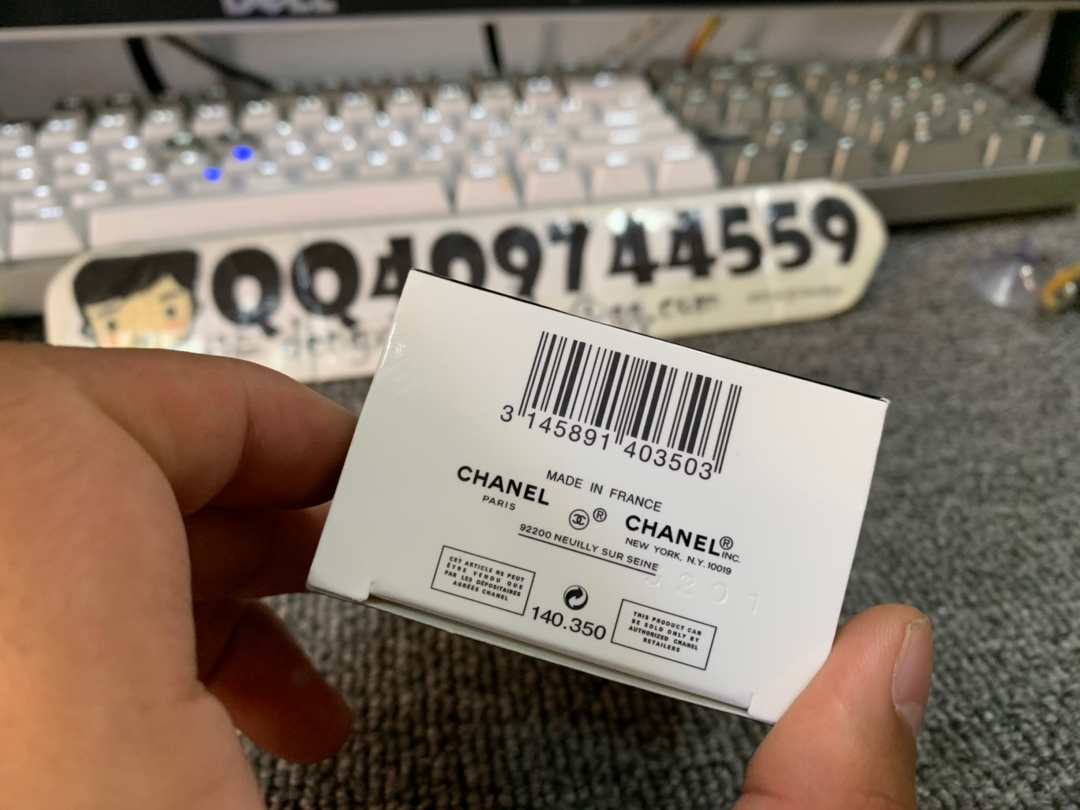 DELL
QQ409744559
3 145891 403503
MADE IN FRANCE
CHANEL
PARIS
®
CHANEL®
INC.
NEW YORK, N.Y. 10019
92200 NEUILLY SUR SEINE
3201
CET ARTICLE NE PEUT
ÊTRE VENDU QUE
PAR LES DÉPOSITAIRES
AGRÉÉS CHANEL
140.350
THIS PRODUCT CAN
BE SOLD ONLY BY
AUTHORIZED CHANEL
RETAILERS